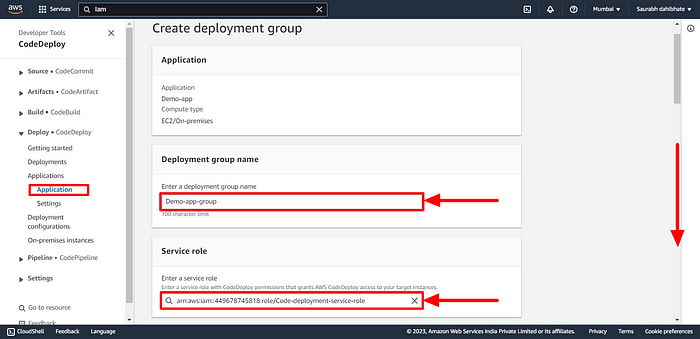 aws
Services
Iam
Mumbai
Saurabh dahibhate
Developer Tools
CodeDeploy
Source • CodeCommit
Artifacts • CodeArtifact
Build • CodeBuild
Deploy • CodeDeploy
Getting started
Deployments
Applications
Application
Settings
Deployment
configurations
On-premises instances
Pipeline • CodePipeline
Settings
Go to resource
Feedback
Create deployment group
Application
Application
Demo-app
Compute type
EC2/On-premises
Deployment group name
Enter a deployment group name
Demo-app-group
100 character limit
Service role
Enter a service role
Enter a service role with CodeDeploy permissions that grants AWS CodeDeploy access to your target instances.
arn:aws:iam::449678745818:role/Code-deployment-service-role
CloudShell
Feedback
Language
© 2023, Amazon Web Services India Private Limited or its affiliates.
Privacy
Terms
Cookie preferences